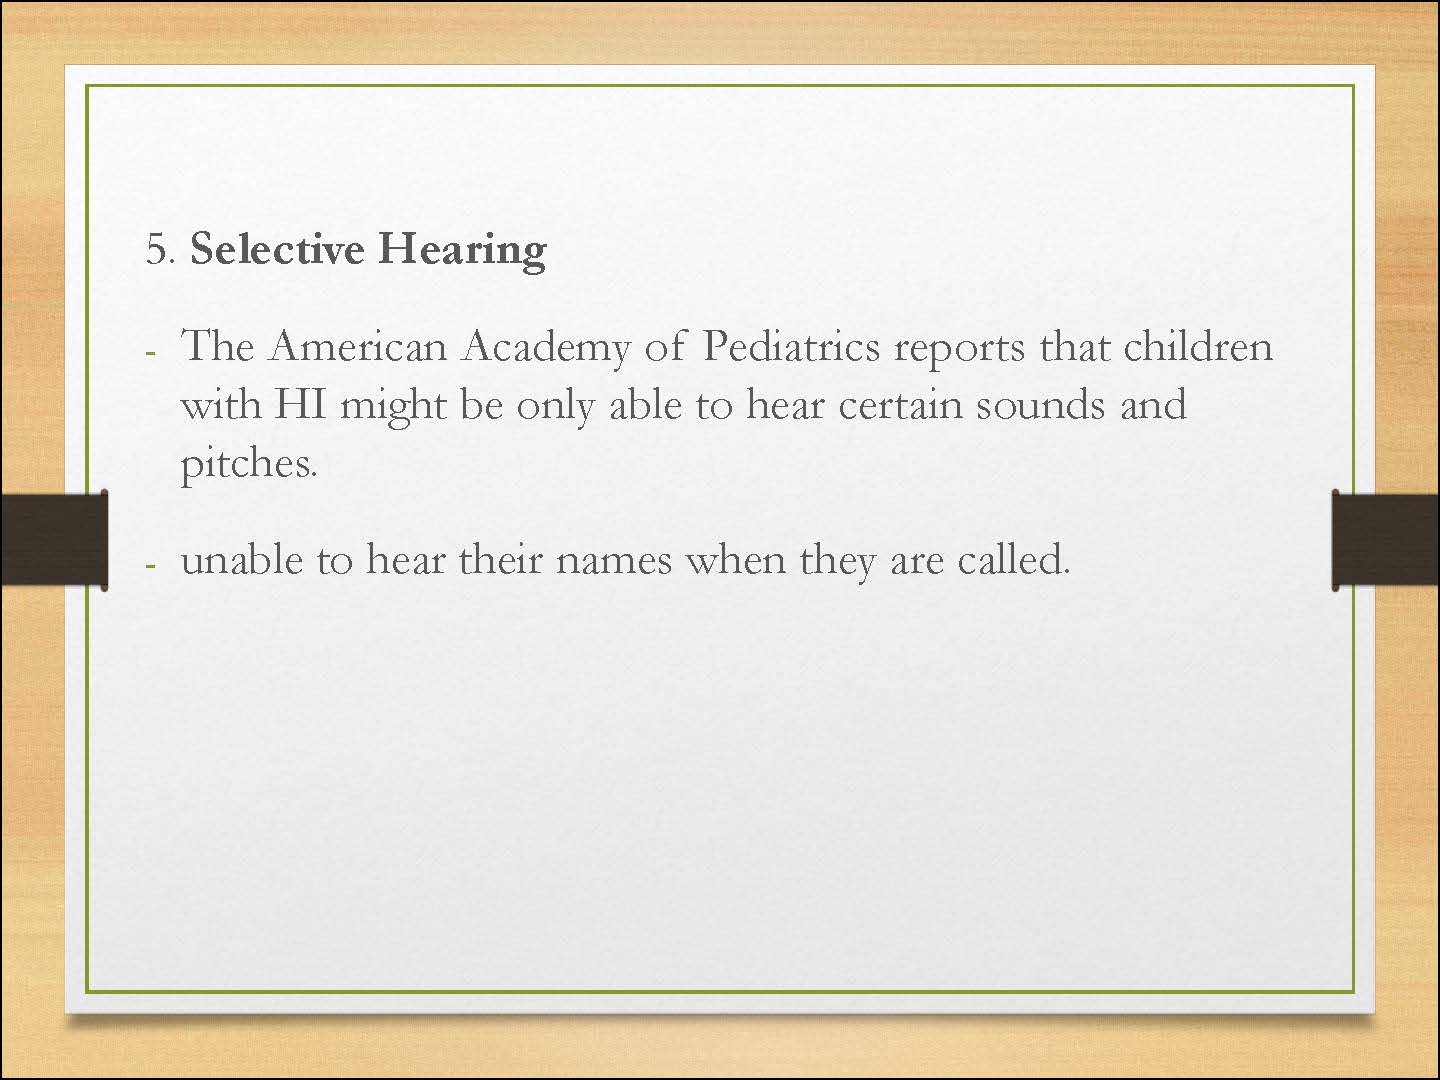 5. Selective Hearing
- The American Academy of Pediatrics reports that children
with HI might be only able to hear certain sounds and
pitches.
- unable to hear their names when they are called.